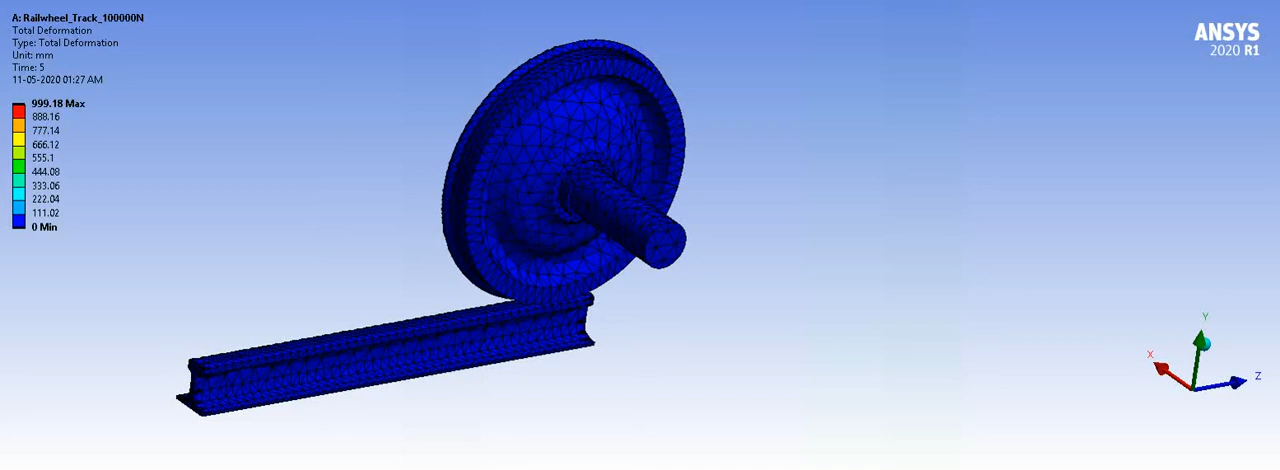 A: Railwheel_Track_100000N
Total Deformation
Type: Total Deformation
Unit: mm
Time: 5
11-05-2020 01:27 AM
999.18 Max
888.16
777.14
666.12
555.1
444.08
333.06
222.04
111.02
0 Min
ANSYS
2020 R1
Y
X
Z